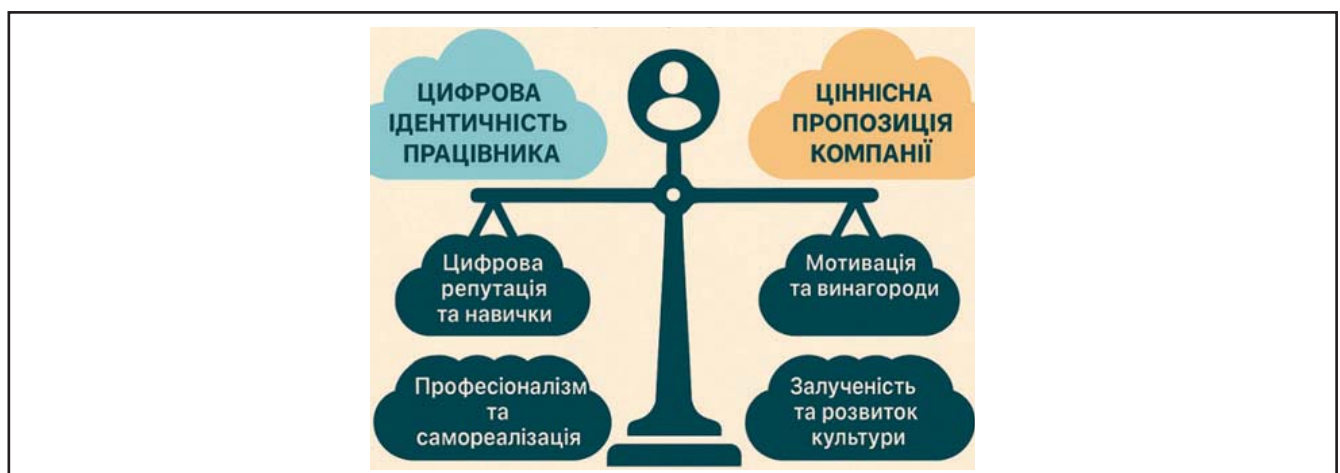 ЦИФРОВА
ІДЕНТИЧНІСТЬ
ПРАЦІВНИКА
ЦІННІСНА
ПРОПОЗИЦІЯ
КОМПАНІЇ
Цифрова
репутація
та навички
Мотивація
та винагороди
Професіоналізм
та
самореалізація
Залученість
та розвиток
культури